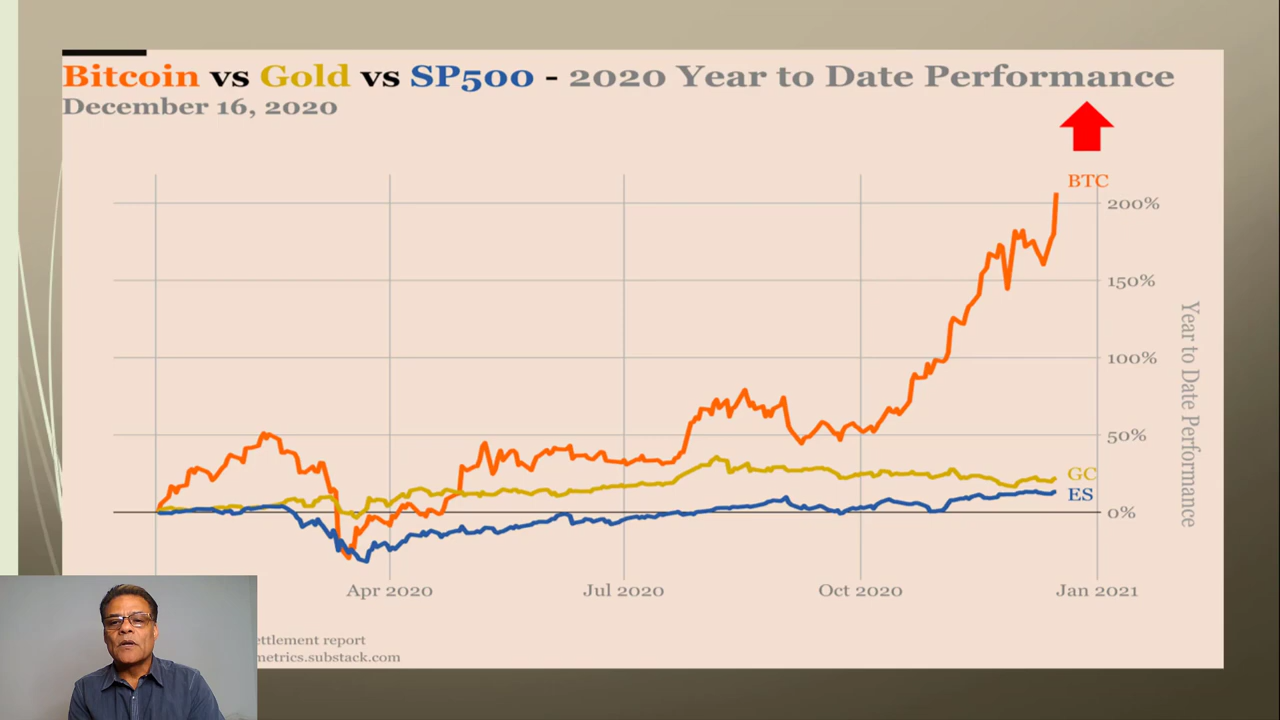 Bitcoin vs Gold vs SP500 - 2020 Year to Date Performance
December 16, 2020
BTC
200%
150%
100%
50%
GC
ES
0%
Year to Date Performance
Apr 2020
Jul 2020
Oct 2020
Jan 2021
ettlement report
metrics.substack.com